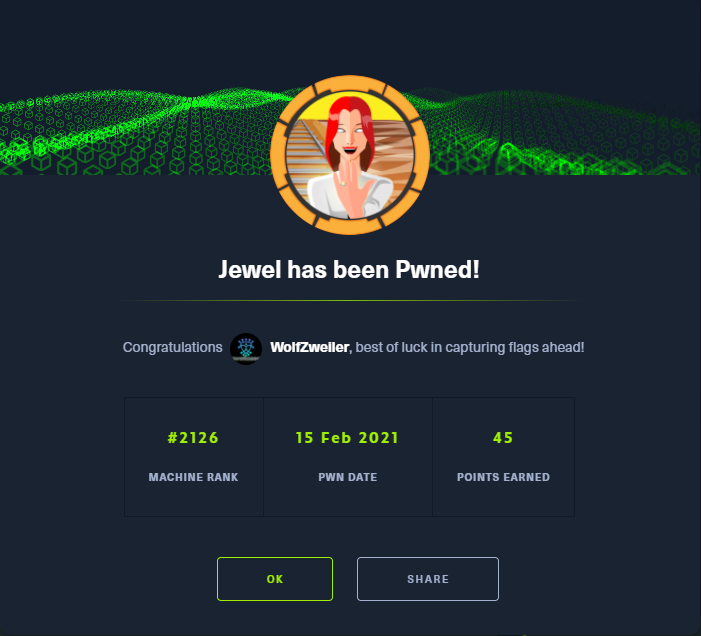 Jewel has been Pwned!
Congratulations WolfZweiler, best of luck in capturing flags ahead!
#2126 15 Feb 2021 45
MACHINE RANK PWN DATE POINTS EARNED
OK SHARE